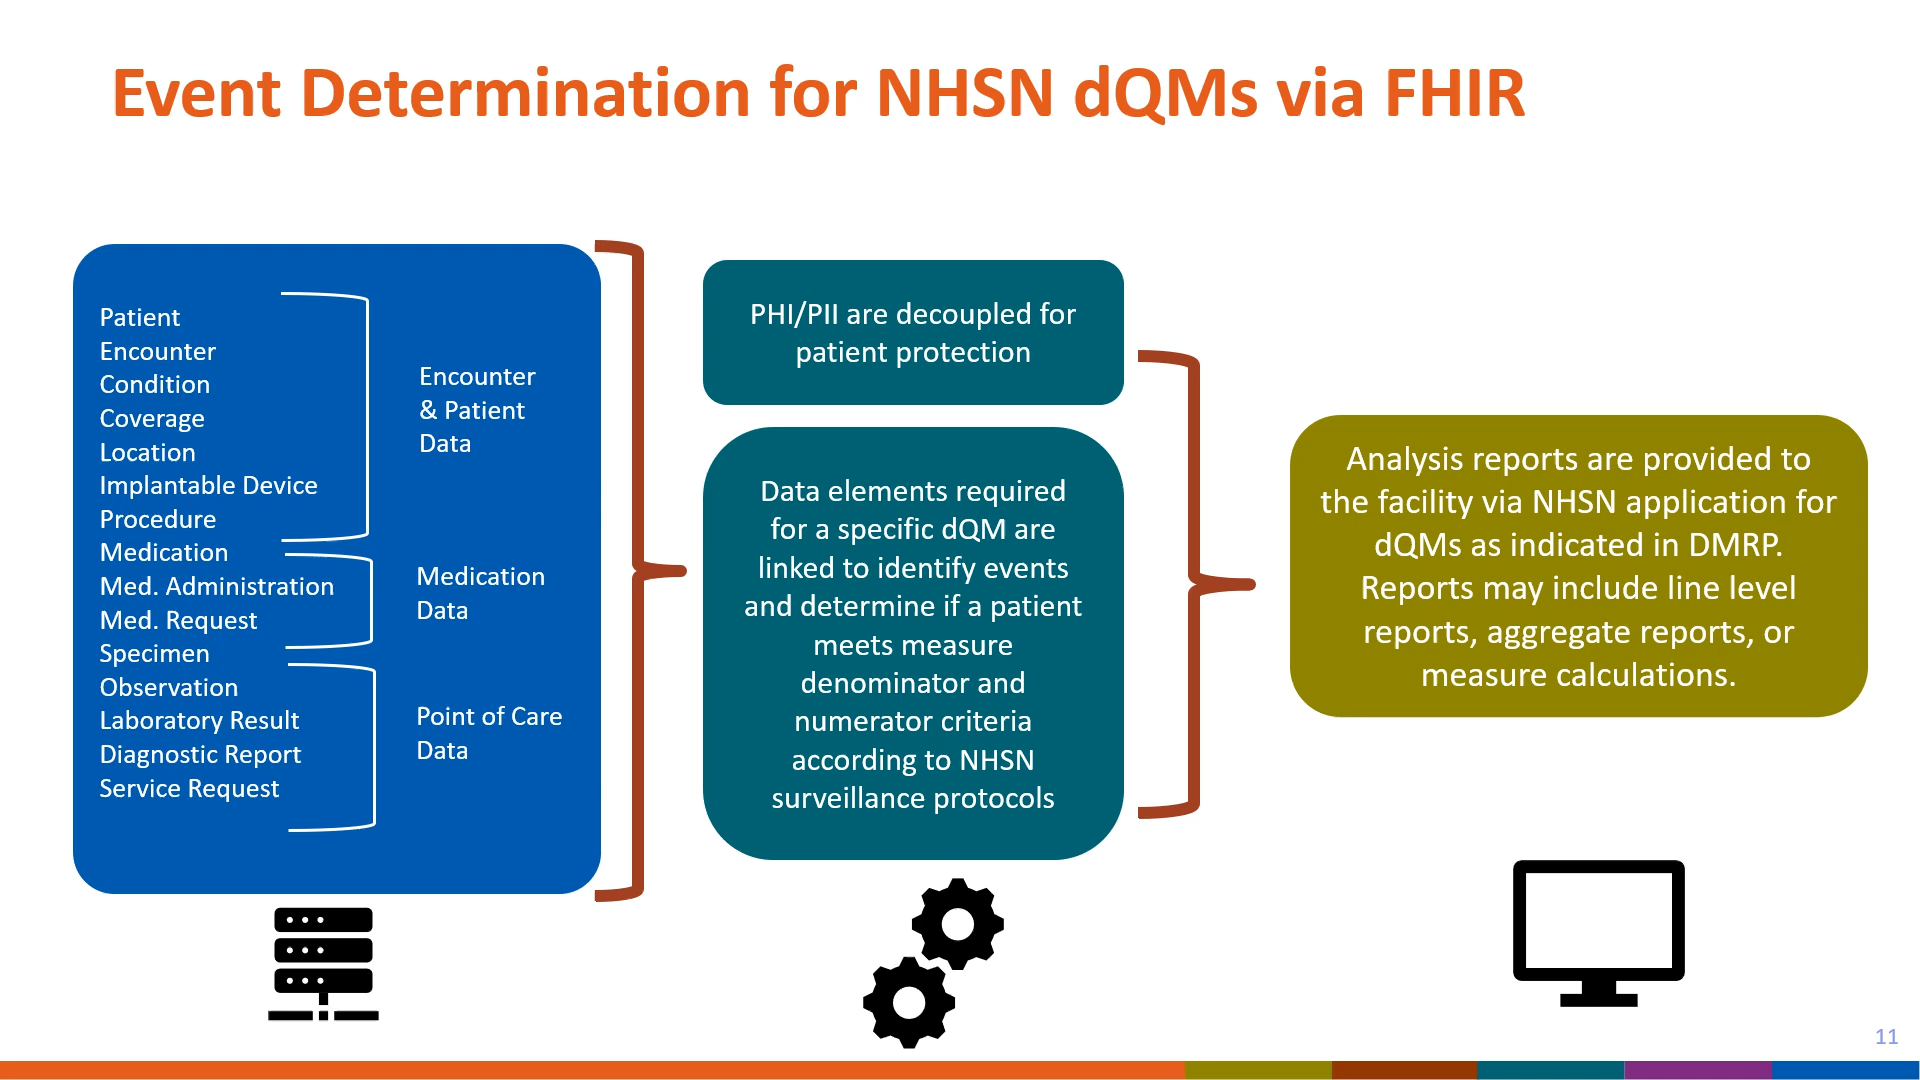 Event Determination for NHSN dQMs via FHIR
Patient
Encounter
Condition
Coverage
Location
Implantable Device
Procedure
Medication
Med. Administration
Med. Request
Specimen
Observation
Laboratory Result
Diagnostic Report
Service Request
Encounter
& Patient
Data
Medication
Data
Point of Care
Data
PHI/PII are decoupled for
patient protection
Data elements required
for a specific dQM are
linked to identify events
and determine if a patient
meets measure
denominator and
numerator criteria
according to NHSN
surveillance protocols
Analysis reports are provided to
the facility via NHSN application for
dQMs as indicated in DMRP.
Reports may include line level
reports, aggregate reports, or
measure calculations.
11